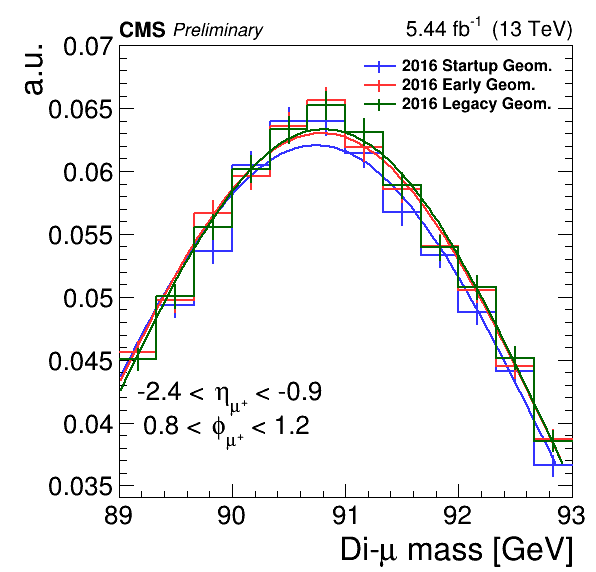 CMS Preliminary 5.44 fb⁻¹ (13 TeV)
a.u.
0.07
0.065
0.06
0.055
0.05
0.045
0.04
0.035
2016 Startup Geom.
2016 Early Geom.
2016 Legacy Geom.
-2.4 < η_μ⁺ < -0.9
0.8 < ϕ_μ⁺ < 1.2
89 90 91 92 93
Di-μ mass [GeV]